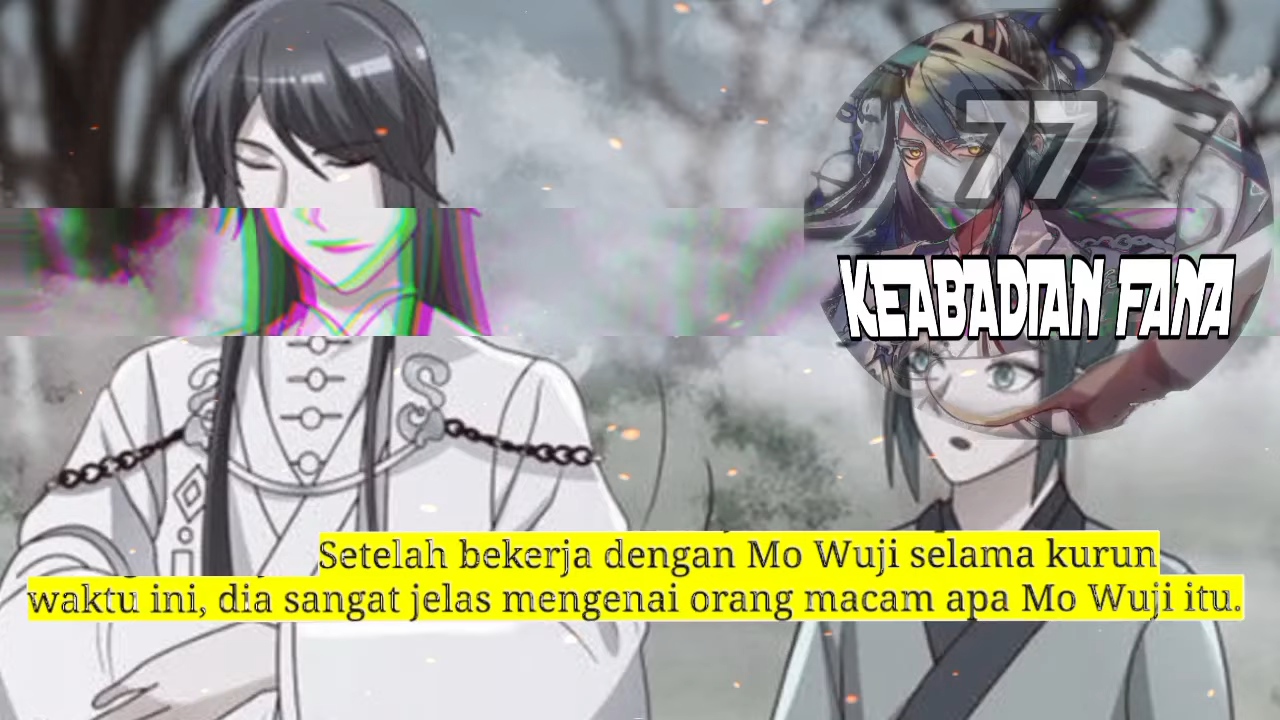 77
KEABADIAN FANA
Setelah bekerja dengan Mo Wuji selama kurun
waktu ini, dia sangat jelas mengenai orang macam apa Mo Wuji itu.